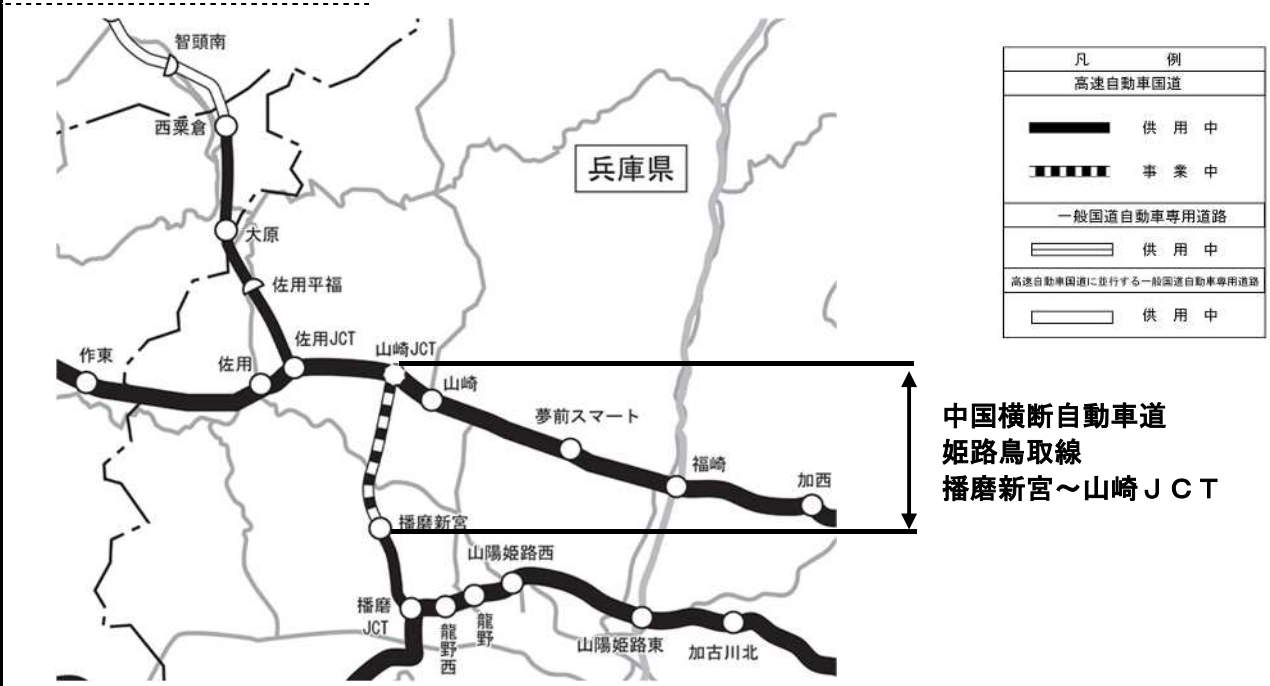 智頭南
西粟倉
兵庫県
大原
佐用平福
佐用JCT
山崎JCT
作東
佐用
山崎
夢前スマート
福崎
加西
播磨新宮
山陽姫路西
播磨
JCT
龍野西
龍野
山陽姫路東
加古川北
凡 例
高速自動車国道
供 用 中
事 業 中
一般国道自動車専用道路
供 用 中
高速自動車国道に並行する一般国道自動車専用道路
供 用 中
中国横断自動車道
姫路鳥取線
播磨新宮～山崎ＪＣＴ